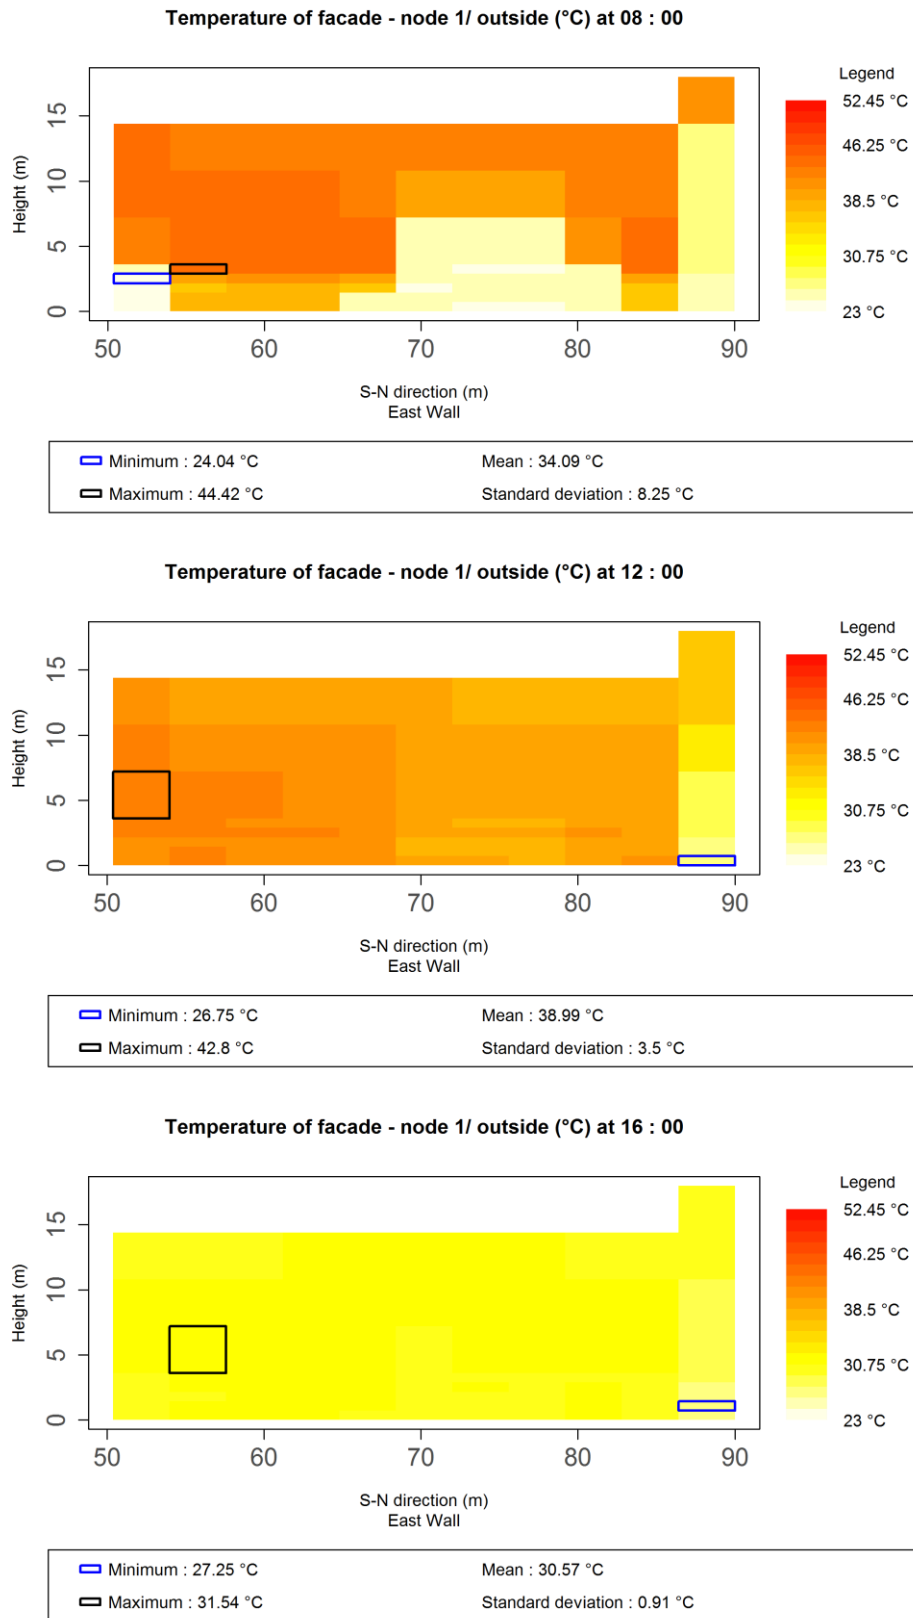 Temperature of facade - node 1/ outside (°C) at 08 : 00
Legend
52.45 °C
46.25 °C
38.5 °C
30.75 °C
23 °C
Height (m)
15
10
5
0
50 60 70 80 90
S-N direction (m)
East Wall
Minimum : 24.04 °C Mean : 34.09 °C
Maximum : 44.42 °C Standard deviation : 8.25 °C
Temperature of facade - node 1/ outside (°C) at 12 : 00
Legend
52.45 °C
46.25 °C
38.5 °C
30.75 °C
23 °C
Height (m)
15
10
5
0
50 60 70 80 90
S-N direction (m)
East Wall
Minimum : 26.75 °C Mean : 38.99 °C
Maximum : 42.8 °C Standard deviation : 3.5 °C
Temperature of facade - node 1/ outside (°C) at 16 : 00
Legend
52.45 °C
46.25 °C
38.5 °C
30.75 °C
23 °C
Height (m)
15
10
5
0
50 60 70 80 90
S-N direction (m)
East Wall
Minimum : 27.25 °C Mean : 30.57 °C
Maximum : 31.54 °C Standard deviation : 0.91 °C